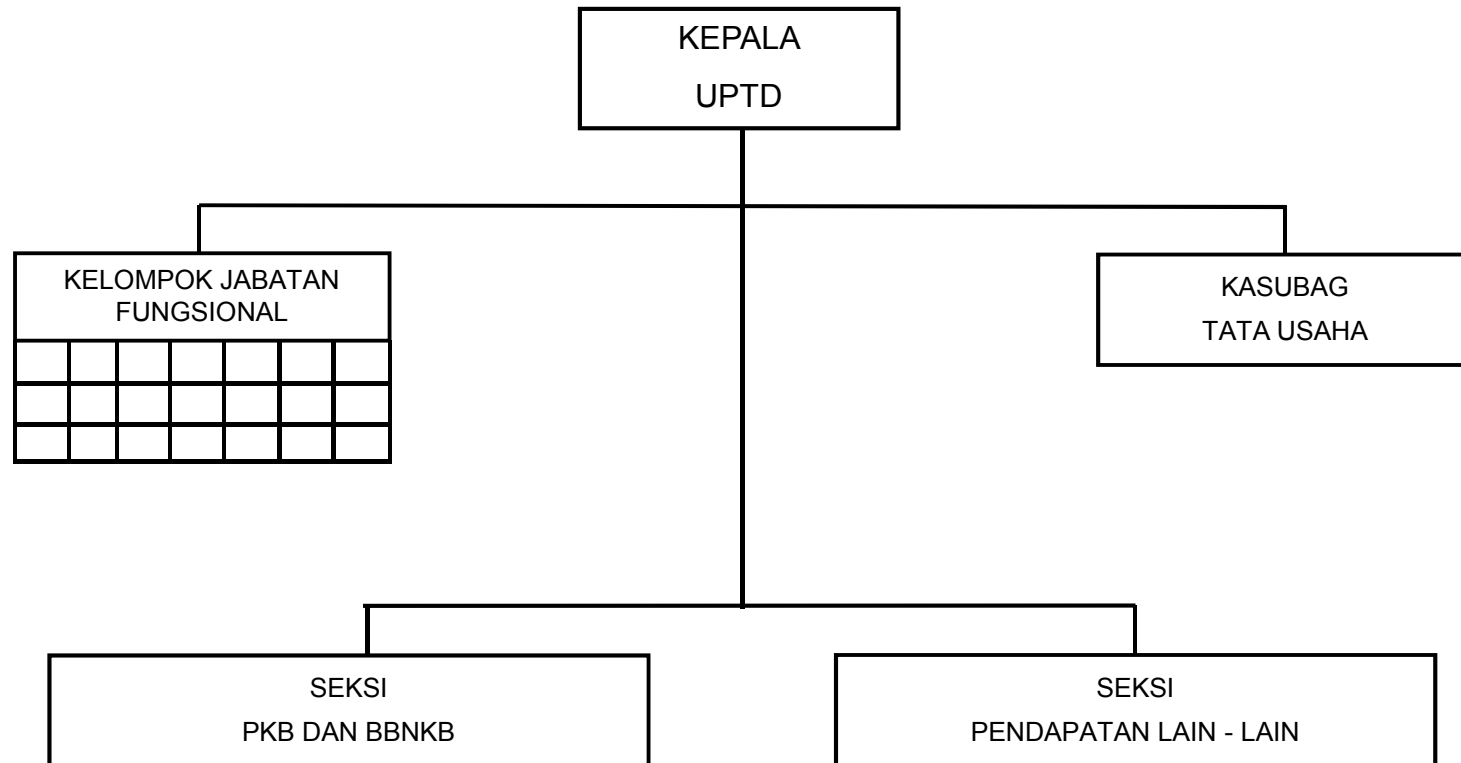 KEPALA
UPTD
KELOMPOK JABATAN
FUNGSIONAL
KASUBAG
TATA USAHA
SEKSI
PKB DAN BBNKB
SEKSI
PENDAPATAN LAIN - LAIN